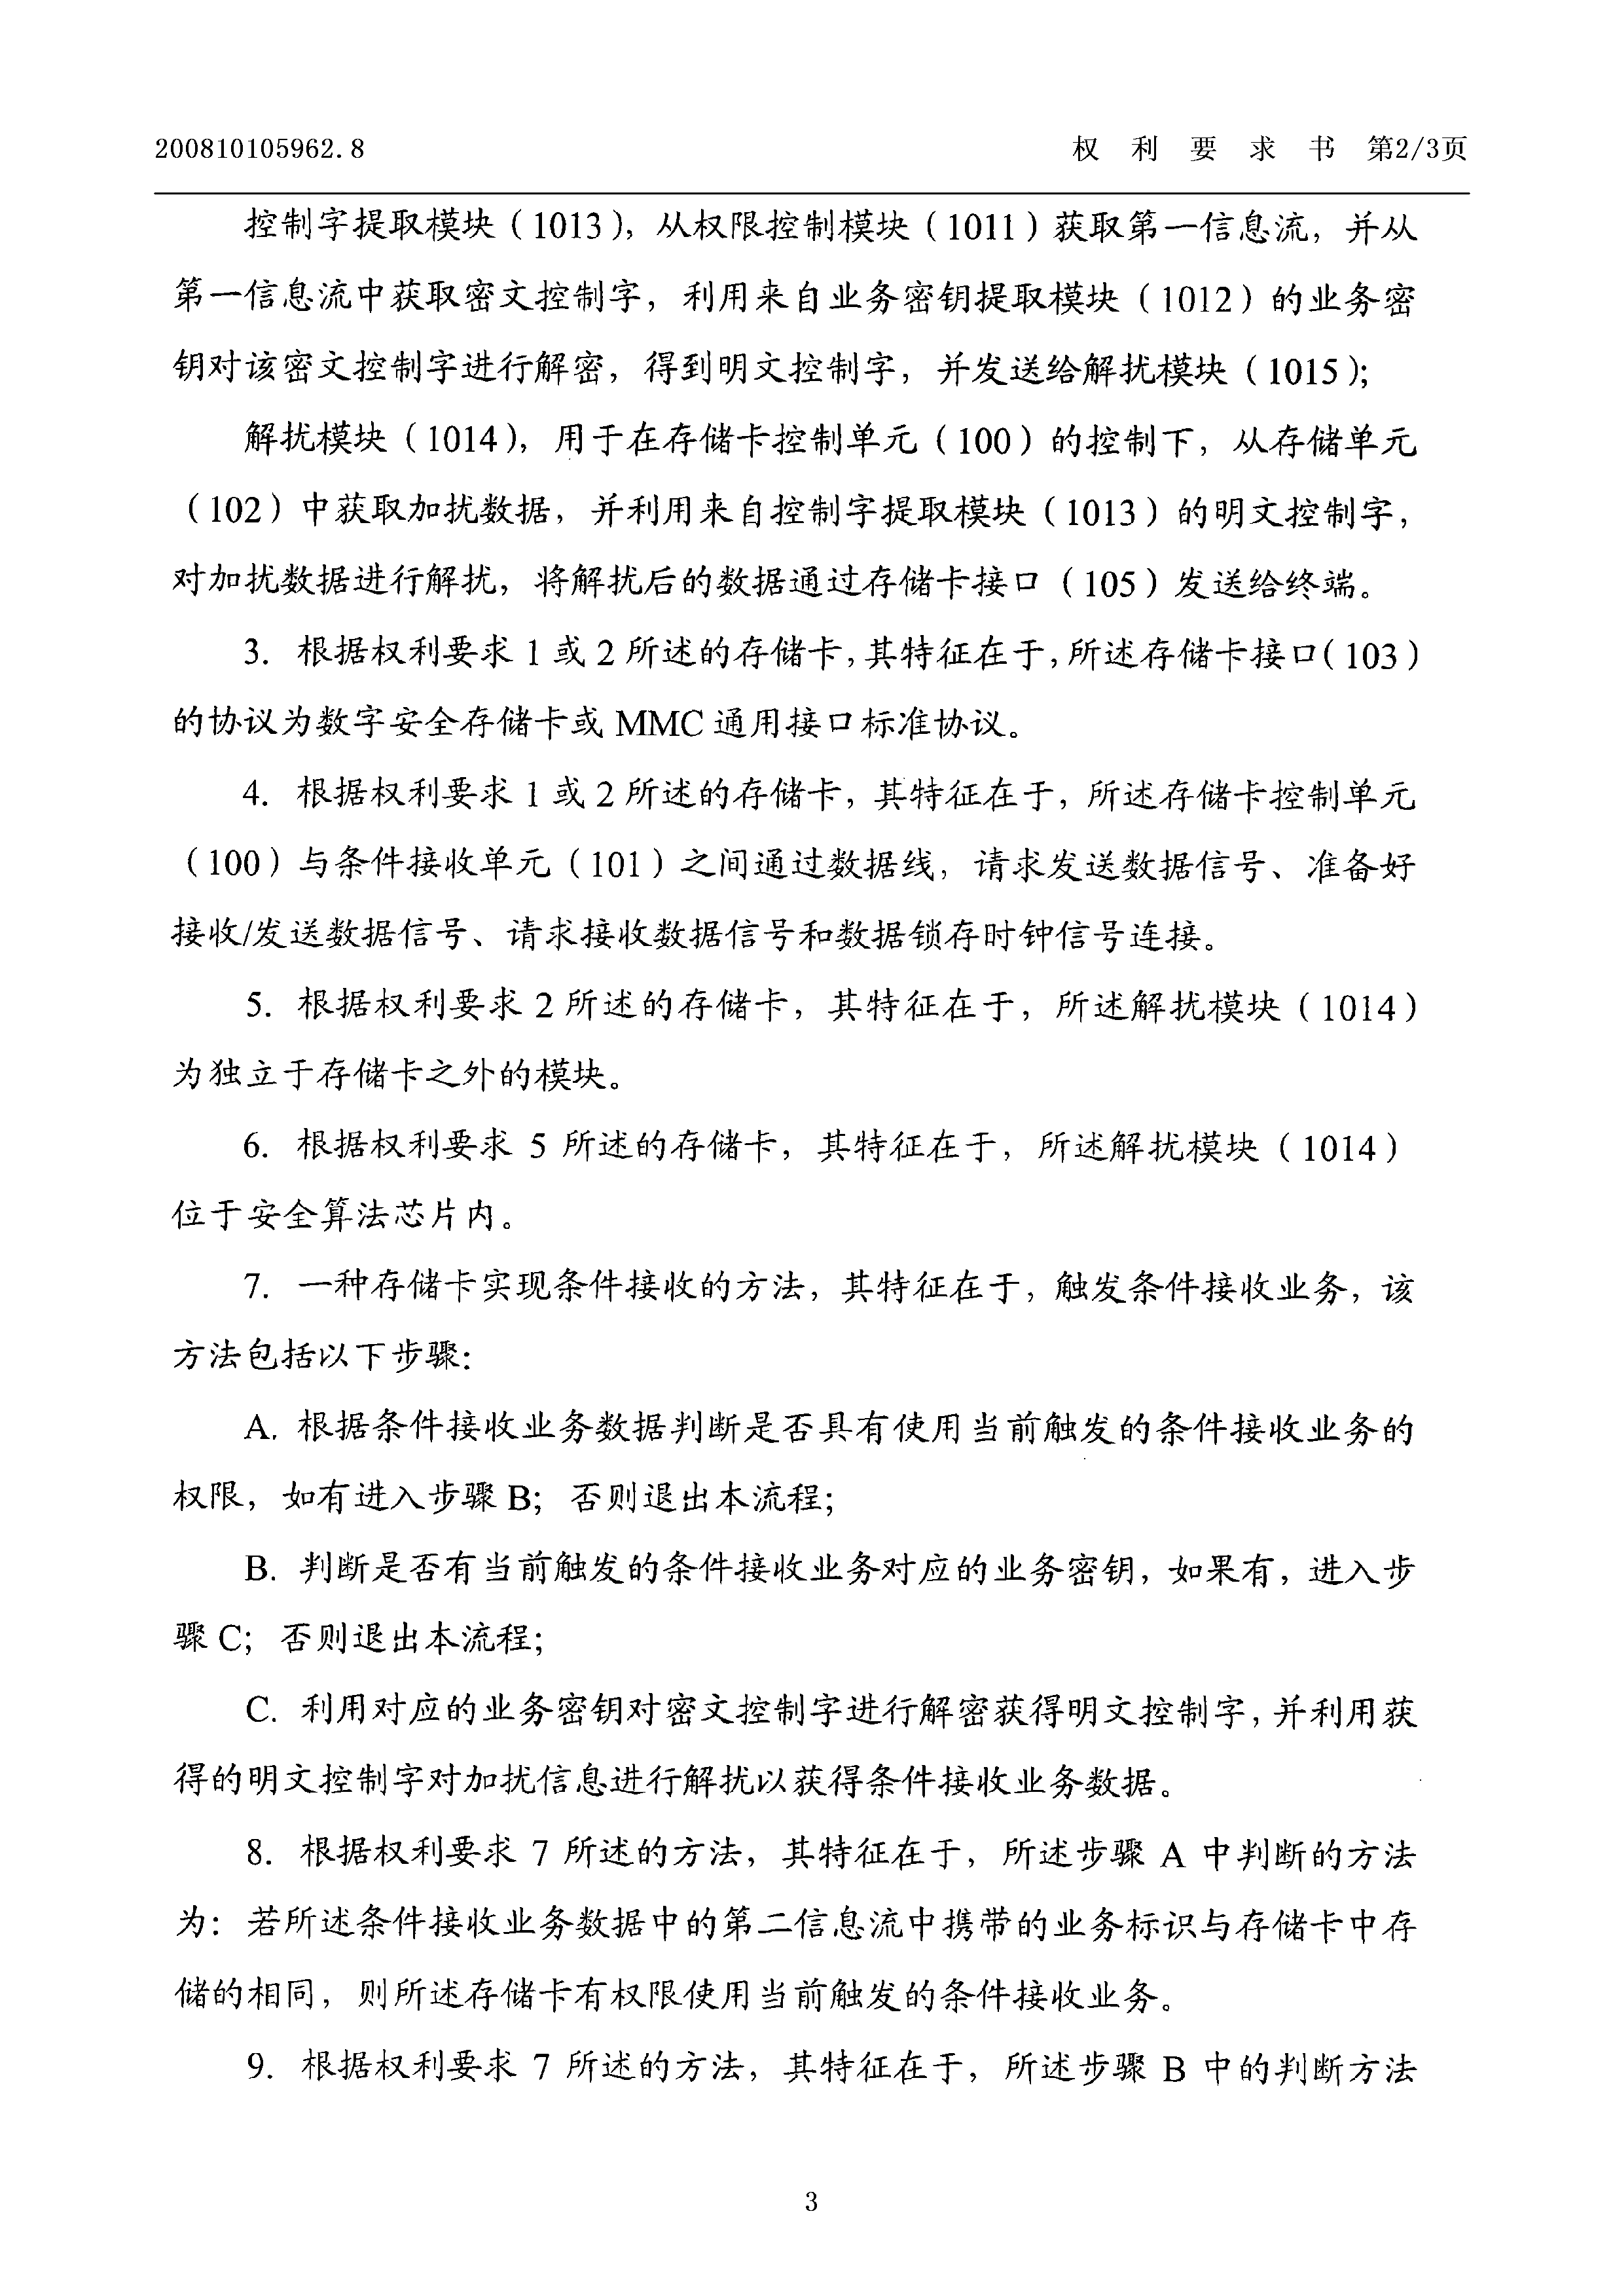 200810105962.8
权 利 要 求 书 第2/3页
控制字提取模块（1013），从权限控制模块（1011）获取第一信息流，并从
第一信息流中获取密文控制字，利用来自业务密钥提取模块（1012）的业务密
钥对该密文控制字进行解密，得到明文控制字，并发送给解扰模块（1015）；
解扰模块（1014），用于在存储卡控制单元（100）的控制下，从存储单元
（102）中获取加扰数据，并利用来自控制字提取模块（1013）的明文控制字，
对加扰数据进行解扰，将解扰后的数据通过存储卡接口（105）发送给终端。
3. 根据权利要求 1 或 2 所述的存储卡，其特征在于，所述存储卡接口（103）
的协议为数字安全存储卡或 MMC 通用接口标准协议。
4. 根据权利要求 1 或 2 所述的存储卡，其特征在于，所述存储卡控制单元
（100）与条件接收单元（101）之间通过数据线，请求发送数据信号、准备好
接收/发送数据信号、请求接收数据信号和数据锁存时钟信号连接。
5. 根据权利要求 2 所述的存储卡，其特征在于，所述解扰模块（1014）
为独立于存储卡之外的模块。
6. 根据权利要求 5 所述的存储卡，其特征在于，所述解扰模块（1014）
位于安全算法芯片内。
7. 一种存储卡实现条件接收的方法，其特征在于，触发条件接收业务，该
方法包括以下步骤：
A. 根据条件接收业务数据判断是否具有使用当前触发的条件接收业务的
权限，如有进入步骤 B；否则退出本流程；
B. 判断是否有当前触发的条件接收业务对应的业务密钥，如果有，进入步
骤 C；否则退出本流程；
C. 利用对应的业务密钥对密文控制字进行解密获得明文控制字，并利用获
得的明文控制字对加扰信息进行解扰以获得条件接收业务数据。
8. 根据权利要求 7 所述的方法，其特征在于，所述步骤 A 中判断的方法
为：若所述条件接收业务数据中的第二信息流中携带的业务标识与存储卡中存
储的相同，则所述存储卡有权限使用当前触发的条件接收业务。
9. 根据权利要求 7 所述的方法，其特征在于，所述步骤 B 中的判断方法
3